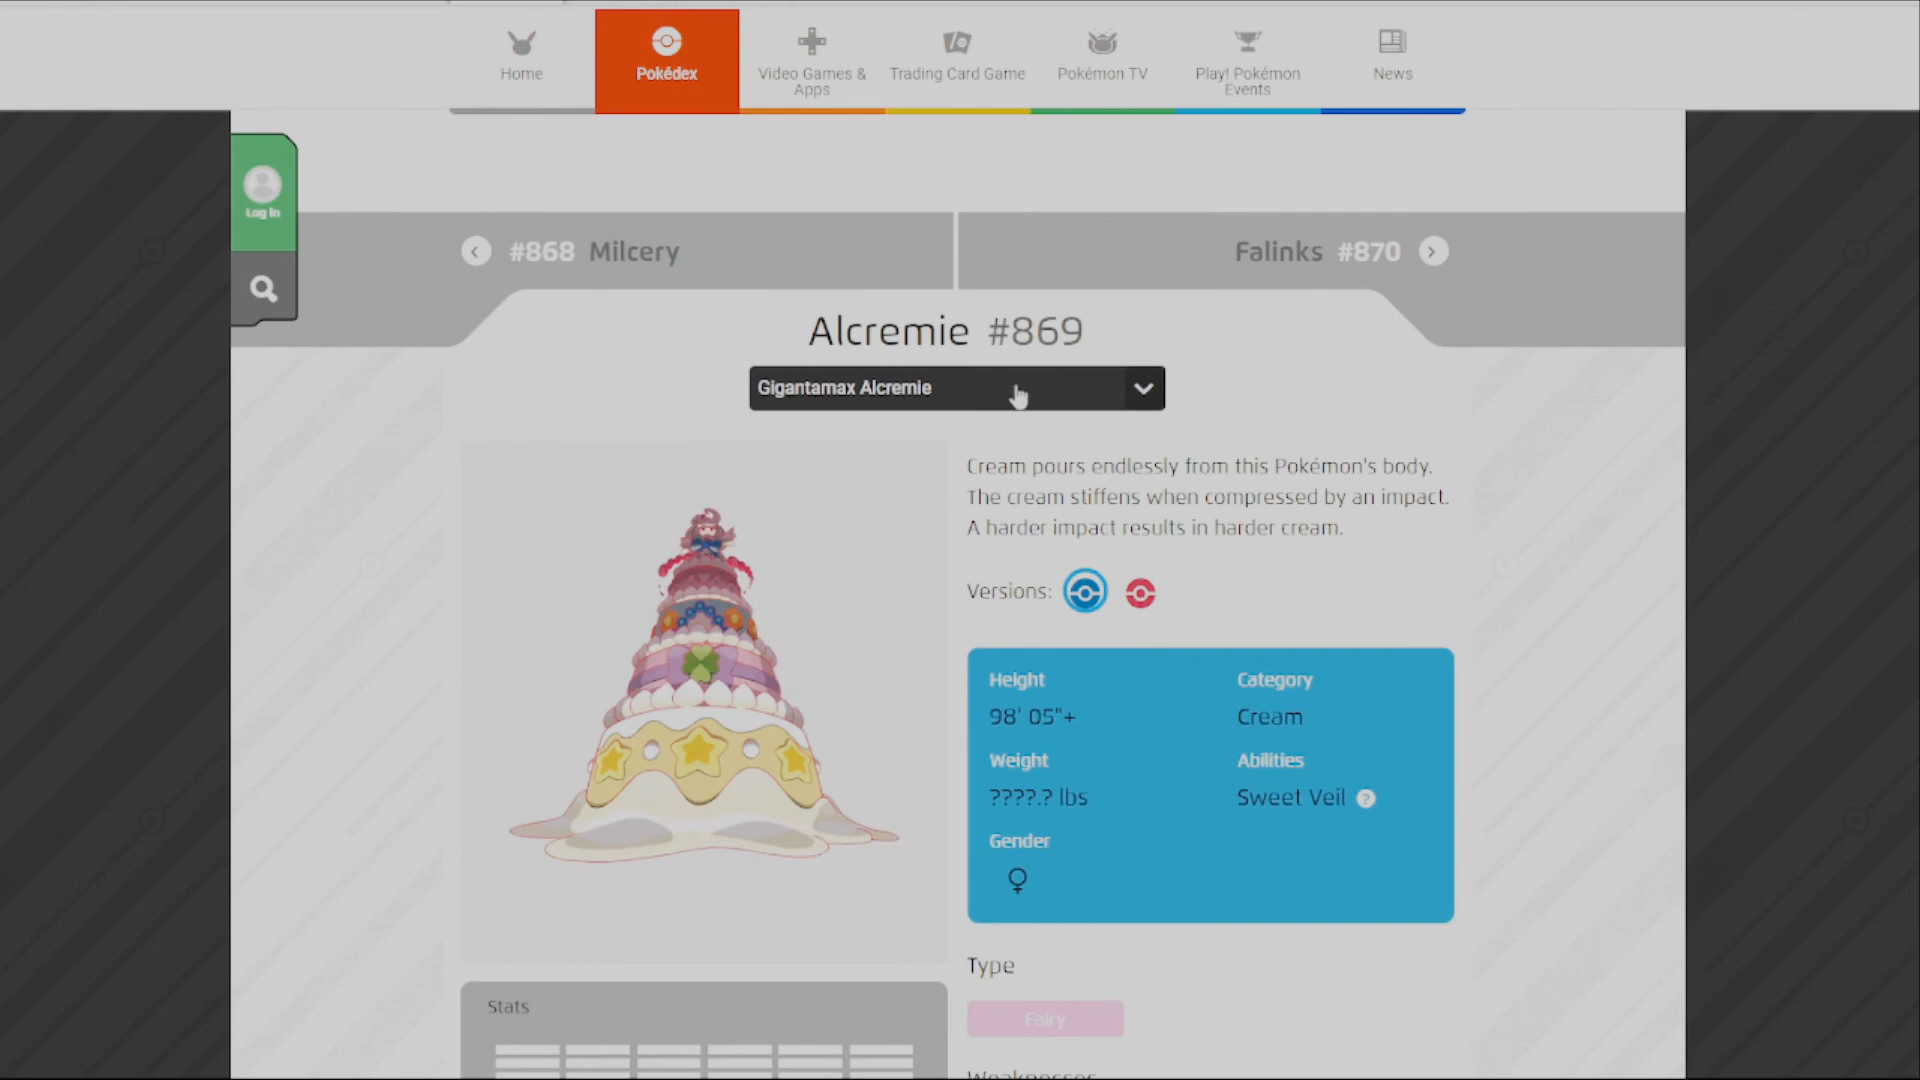 Home
Pokédex
Video Games &
Apps
Trading Card Game
Pokémon TV
Play! Pokémon
Events
News
Log In
#868 Milcery
Falinks #870
Alcremie #869
Gigantamax Alcremie
Cream pours endlessly from this Pokémon's body.
The cream stiffens when compressed by an impact.
A harder impact results in harder cream.
Versions:
Height
98' 05"+
Category
Cream
Weight
????.? lbs
Abilities
Sweet Veil ?
Gender
♀
Type
Fairy
Stats
Weaknesses